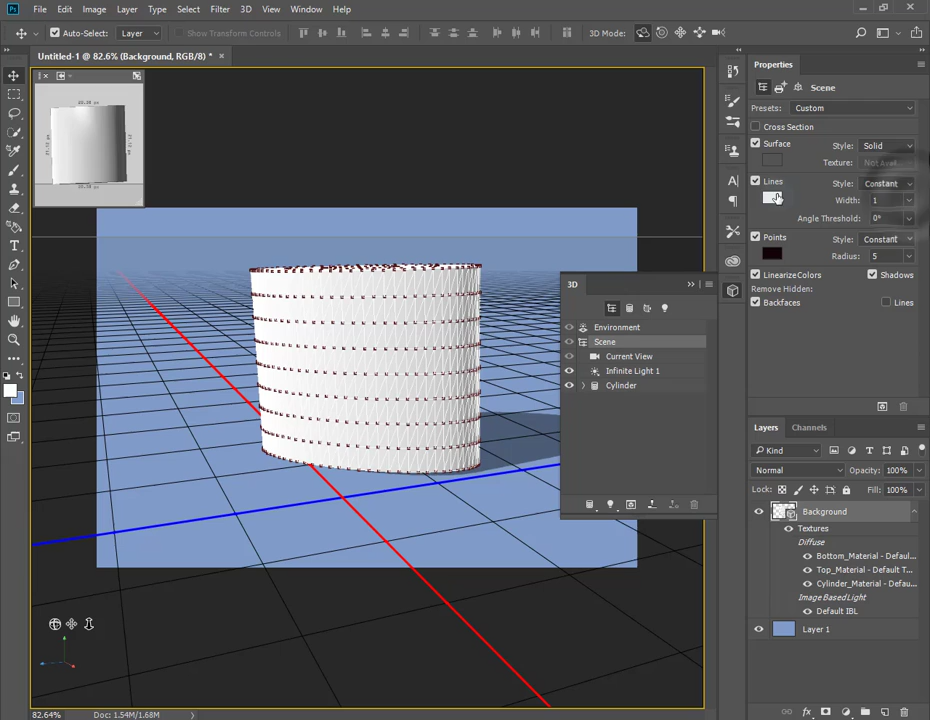 Ps File Edit Image Layer Type Select Filter 3D View Window Help
Auto-Select: Layer Show Transform Controls 3D Mode:
Untitled-1 @ 82.6% (Background, RGB/8) * ×
Properties
Scene
Presets: Custom
Cross Section
Surface Style: Solid
Texture: Not Avail...
Lines Style: Constant
Width: 1
Angle Threshold: 0°
Points Style: Constant
Radius: 5
Linearize Colors Shadows
Remove Hidden:
Backfaces Lines
3D
Environment
Scene
Current View
Infinite Light 1
Cylinder
Layers Channels
Kind
Normal Opacity: 100%
Lock: Fill: 100%
Background
Textures
Diffuse
Bottom_Material - Defaul...
Top_Material - Default T...
Cylinder_Material - Defau...
Image Based Light
Default IBL
Layer 1
fx
82.64% Doc: 1.54M/1.68M